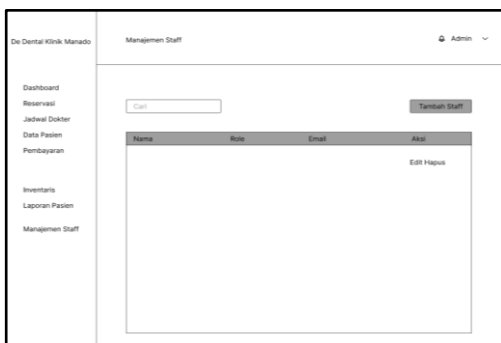 De Dental Klinik Manado
Manajemen Staff
Admin
Dashboard
Reservasi
Jadwal Dokter
Data Pasien
Pembayaran
Inventaris
Laporan Pasien
Manajemen Staff
Cari
Tambah Staff
Nama Role Email Aksi
Edit Hapus